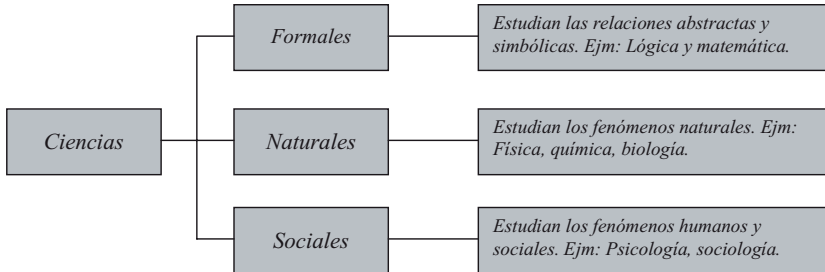 Ciencias
Formales
Estudian las relaciones abstractas y
simbólicas. Ejm: Lógica y matemática.
Naturales
Estudian los fenómenos naturales. Ejm:
Física, química, biología.
Sociales
Estudian los fenómenos humanos y
sociales. Ejm: Psicología, sociología.